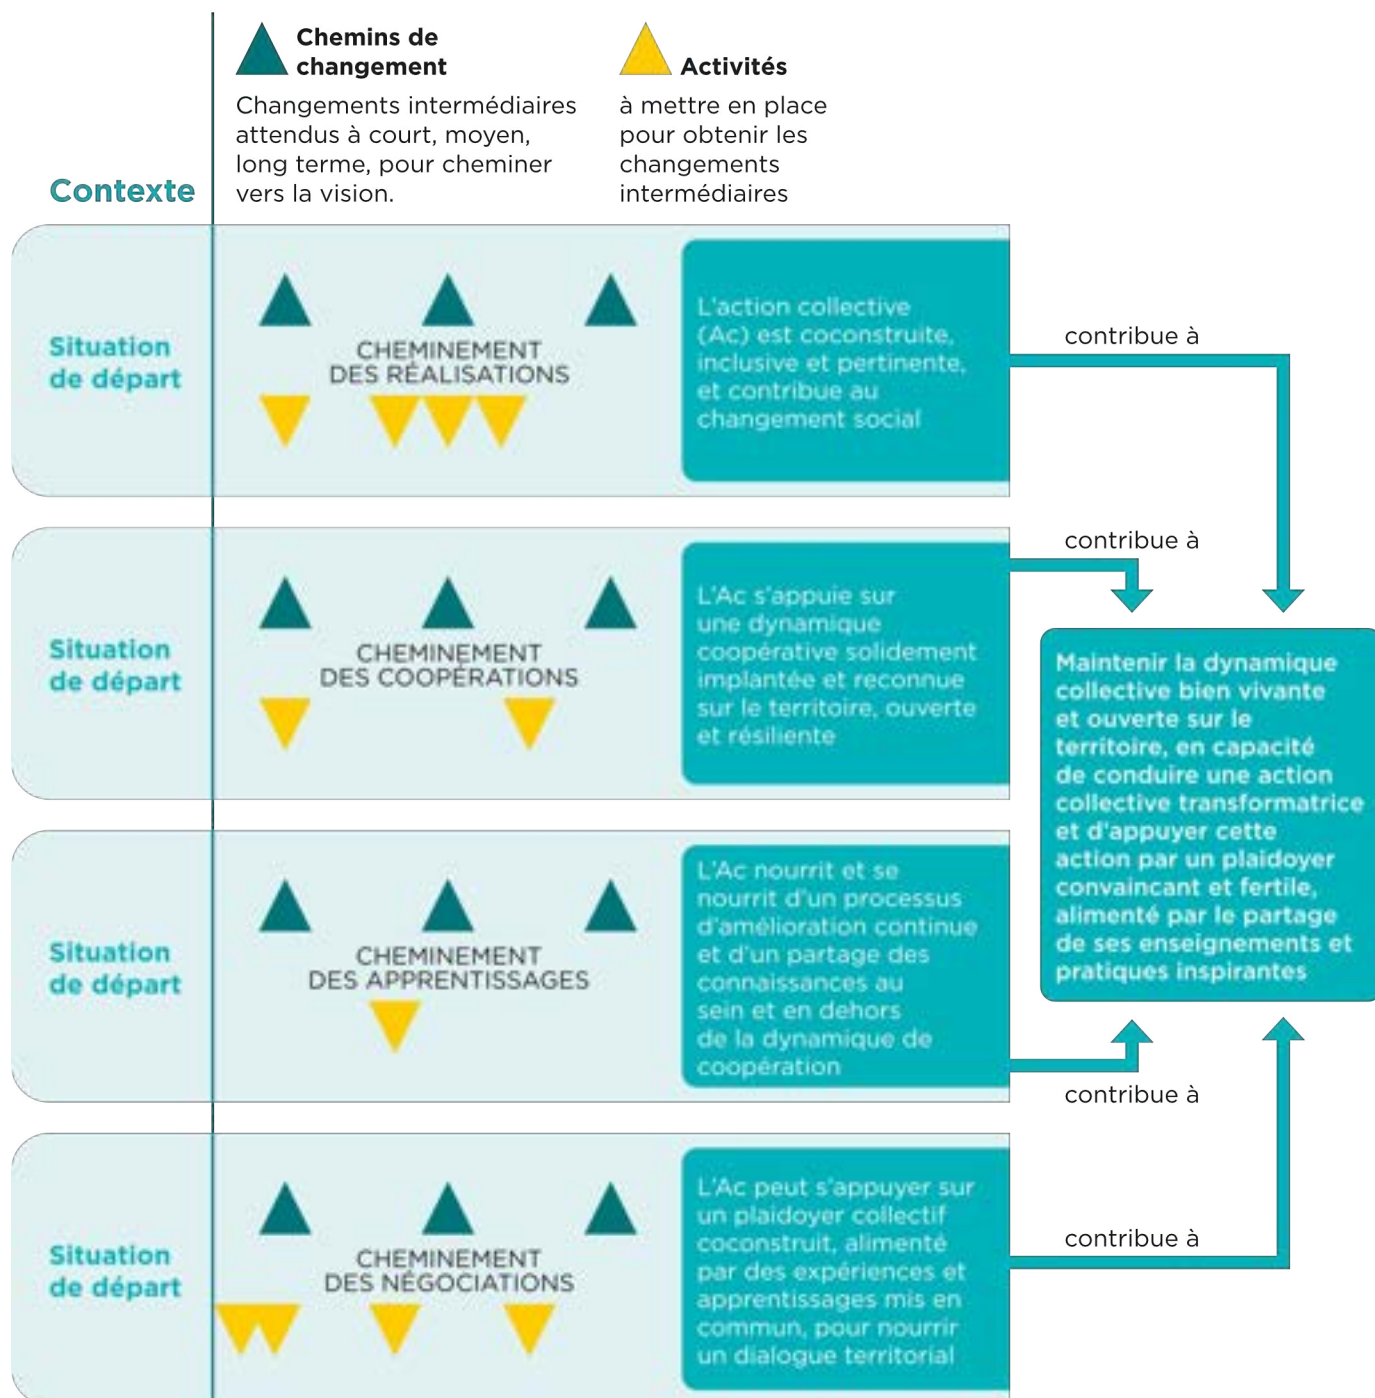 Chemins de
changement
Changements intermédiaires
attendus à court, moyen,
long terme, pour cheminer
vers la vision.
Activités
à mettre en place
pour obtenir les
changements
intermédiaires
Contexte
Situation
de départ
CHEMINEMENT
DES RÉALISATIONS
L'action collective
(Ac) est coconstruite,
inclusive et pertinente,
et contribue au
changement social
contribue à
Situation
de départ
CHEMINEMENT
DES COOPÉRATIONS
L'Ac s'appuie sur
une dynamique
coopérative solidement
implantée et reconnue
sur le territoire, ouverte
et résiliente
contribue à
Situation
de départ
CHEMINEMENT
DES APPRENTISSAGES
L'Ac nourrit et se
nourrit d'un processus
d'amélioration continue
et d'un partage des
connaissances au
sein et en dehors
de la dynamique de
coopération
contribue à
Situation
de départ
CHEMINEMENT
DES NÉGOCIATIONS
L'Ac peut s'appuyer sur
un plaidoyer collectif
coconstruit, alimenté
par des expériences et
apprentissages mis en
commun, pour nourrir
un dialogue territorial
contribue à
Maintenir la dynamique
collective bien vivante
et ouverte sur le
territoire, en capacité
de conduire une action
collective transformatrice
et d'appuyer cette
action par un plaidoyer
convaincant et fertile,
alimenté par le partage
de ses enseignements et
pratiques inspirantes